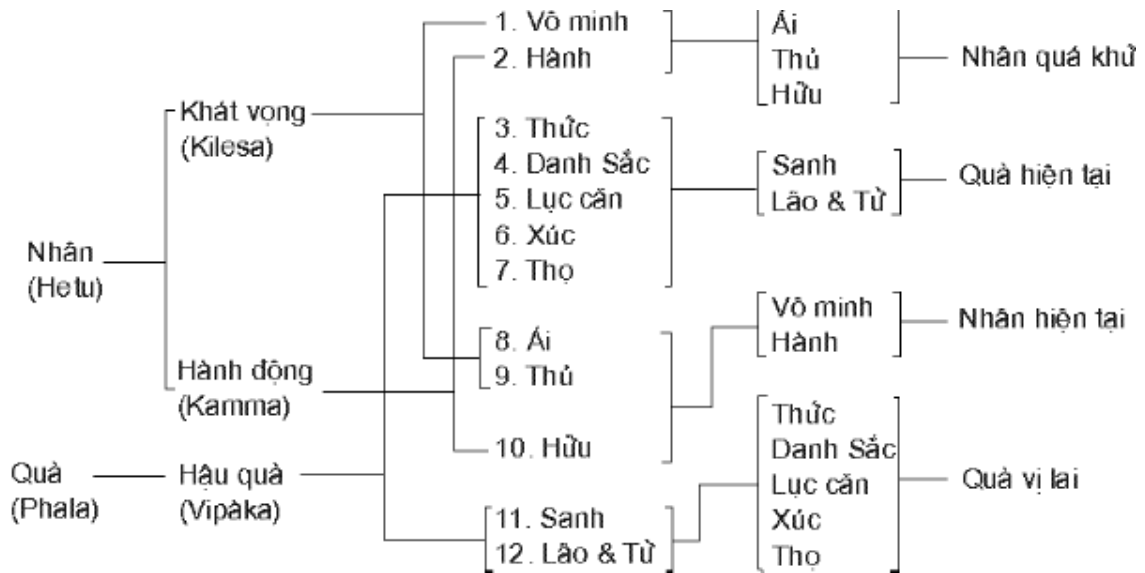 Nhân
(Hetu)
Quả
(Phala)
Khát vọng
(Kilesa)
Hành động
(Kamma)
Hậu quả
(Vipàka)
1. Vô minh
2. Hành
3. Thức
4. Danh Sắc
5. Lục căn
6. Xúc
7. Thọ
8. Ái
9. Thủ
10. Hữu
11. Sanh
12. Lão & Tử
Ái
Thủ
Hữu
Sanh
Lão & Tử
Vô minh
Hành
Thức
Danh Sắc
Lục căn
Xúc
Thọ
Nhân quá khứ
Quả hiện tại
Nhân hiện tại
Quả vị lai